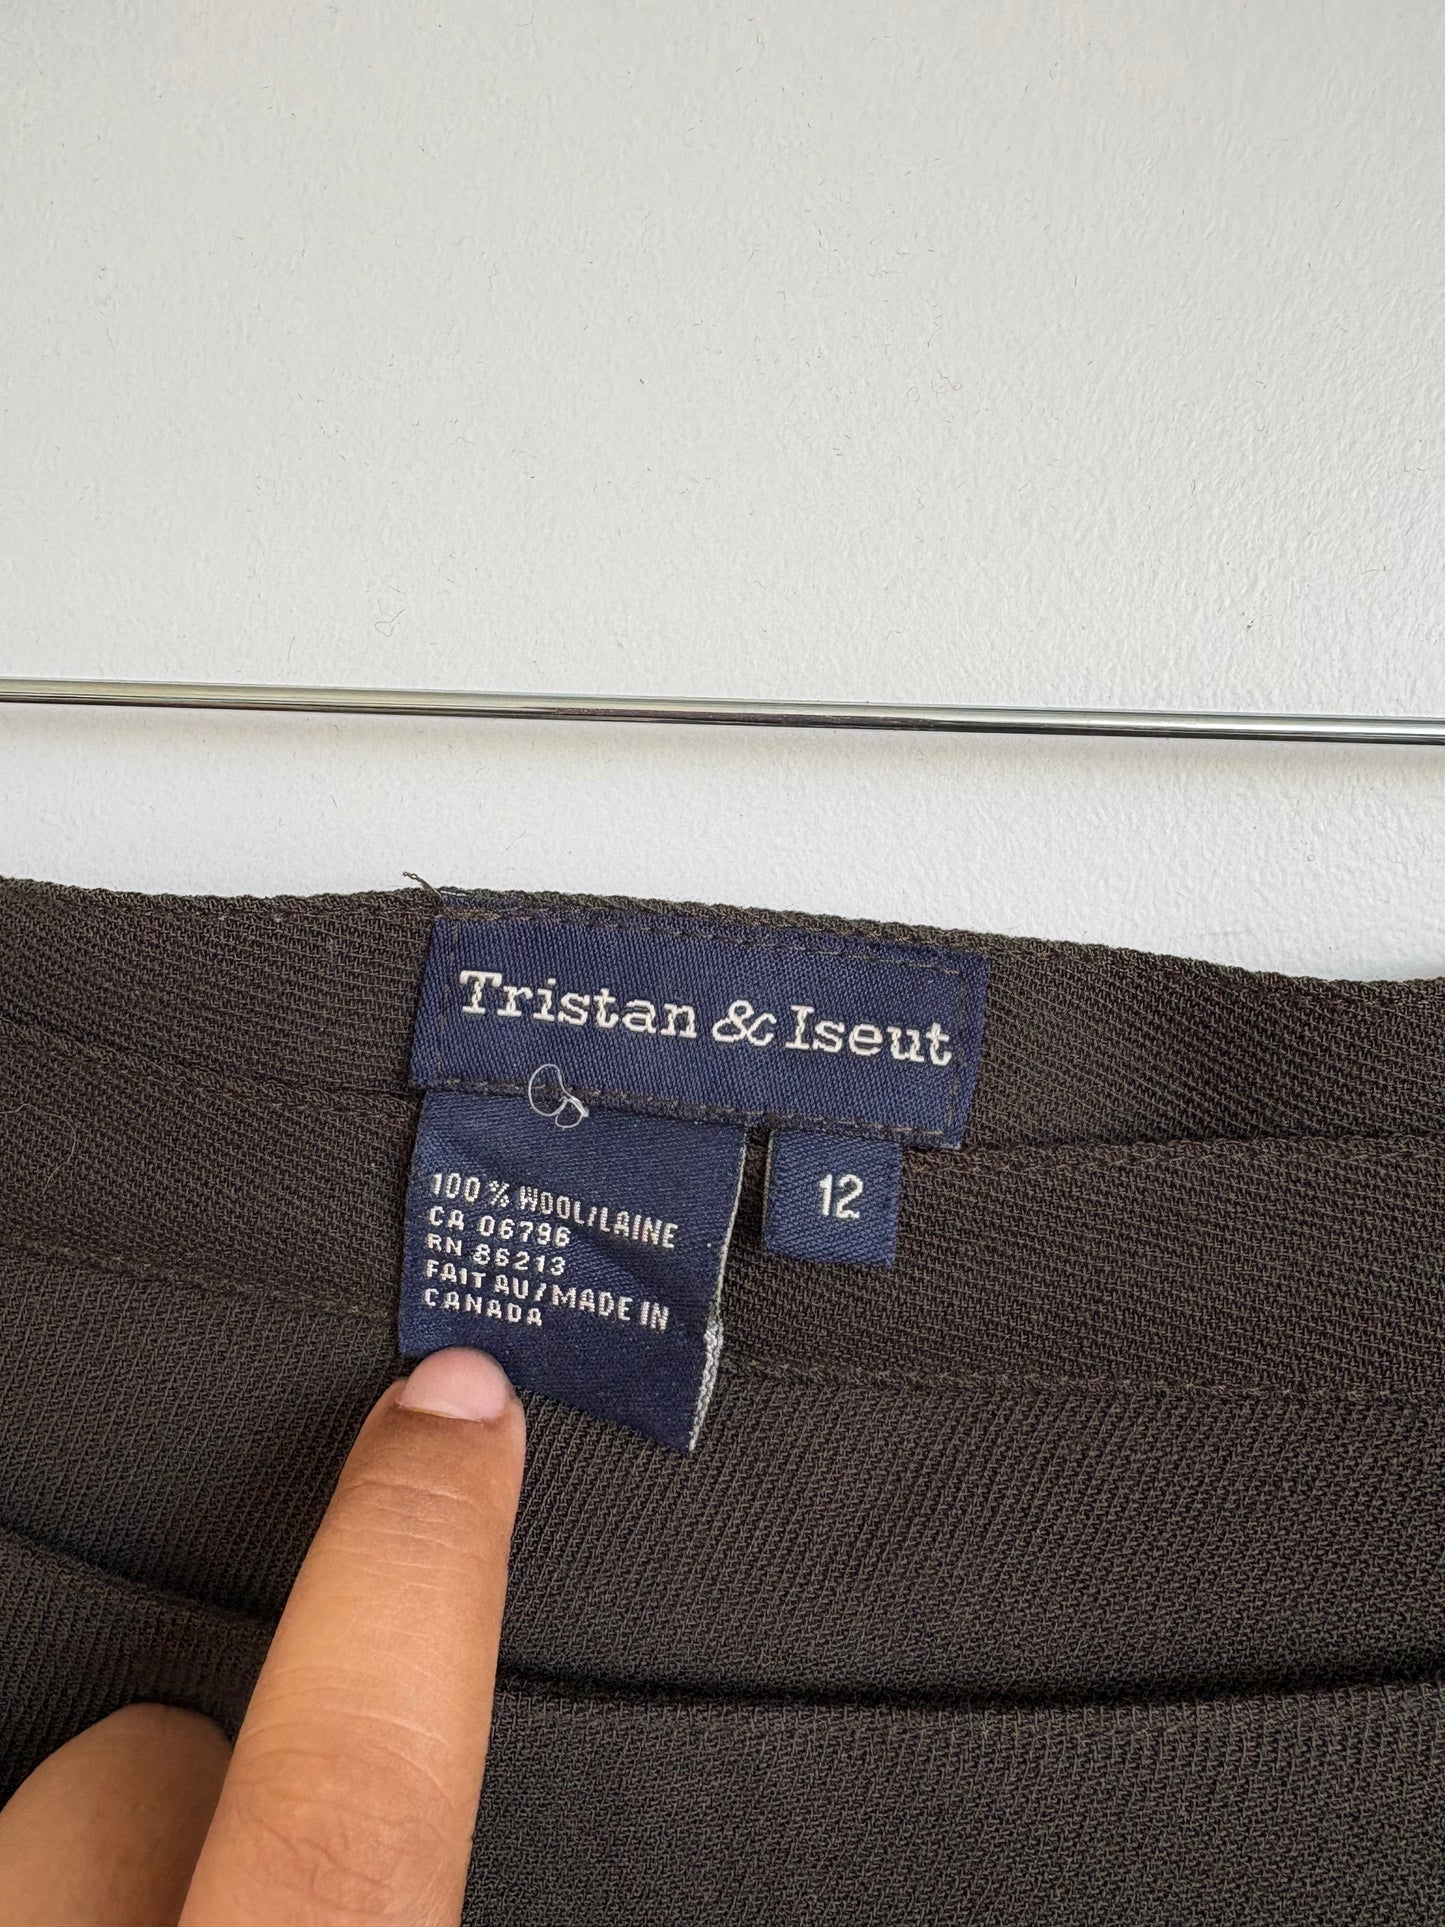 Tristan & Iseut
12
100 % WOOL/LAINE
CA 06796
RN 86213
FAIT AU/MADE IN
CANADA